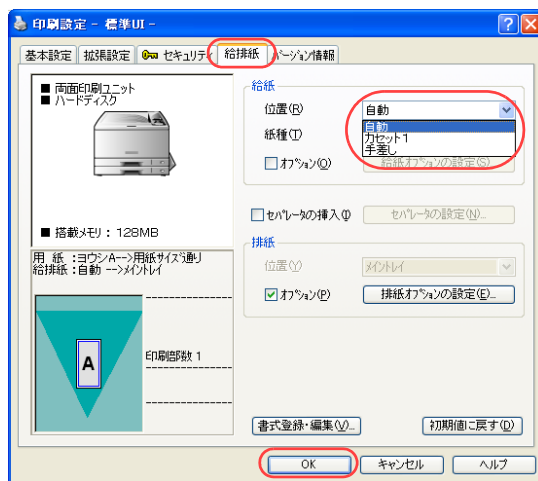 印刷設定 - 標準UI -
基本設定 拡張設定 セキュリティ 給排紙 バージョン情報
■ 両面印刷ユニット
■ ハードディスク
■ 搭載メモリ: 128MB
用 紙 :ヨウシA-->用紙サイズ通り
給排紙 :自動 -->メイントレイ
A
印刷部数 1
給紙
位置(R) 自動
自動
カセット1
手差し
紙種(T)
オプション(O) 給紙オプションの設定(S)...
セパレータの挿入(I) セパレータの設定(N)...
排紙
位置(Y) メイントレイ
オプション(P) 排紙オプションの設定(E)...
書式登録・編集(V)... 初期値に戻す(D)
OK キャンセル ヘルプ